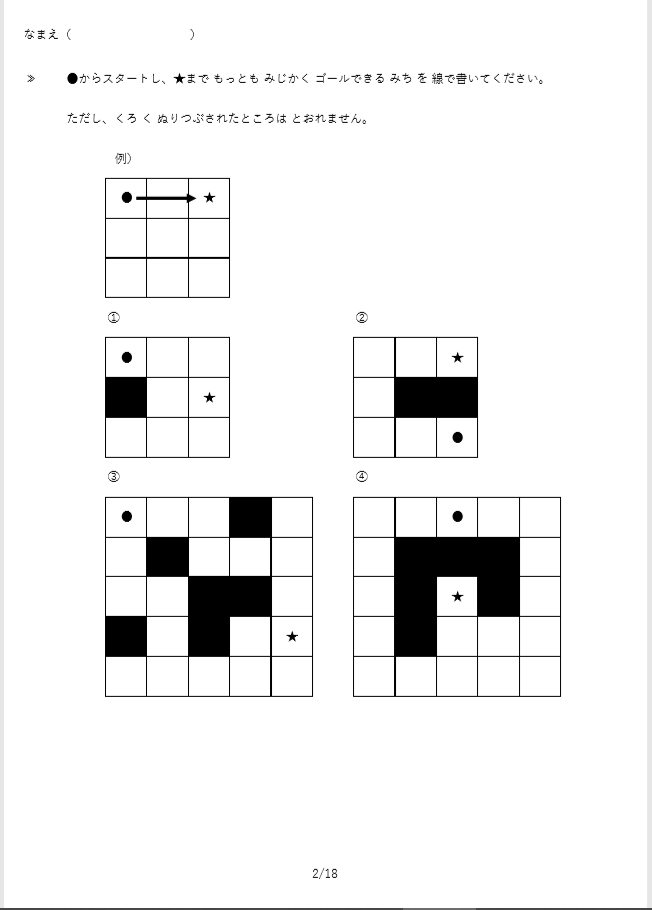 なまえ（　　　　　　　　　　）
≫　●からスタートし、★まで もっとも みじかく ゴールできる みち を 線で書いてください。
ただし、くろ く ぬりつぶされたところは とおれません。
例）
①　②
③　④
2/18